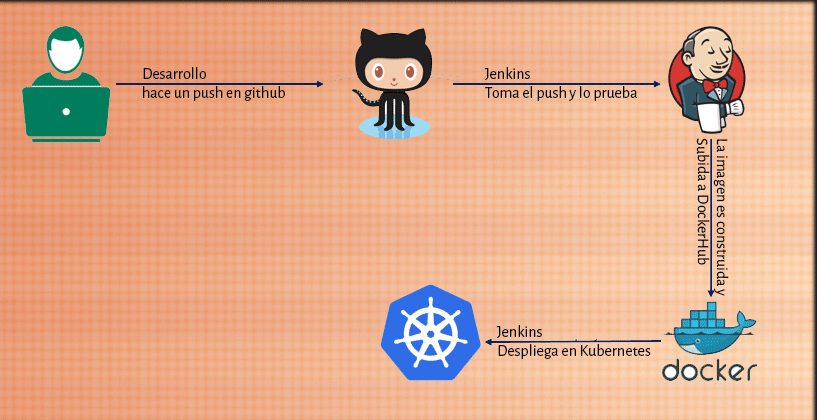 Desarrollo
hace un push en github
Jenkins
Toma el push y lo prueba
La imagen es construida y
Subida a DockerHub
Jenkins
Despliega en Kubernetes
docker